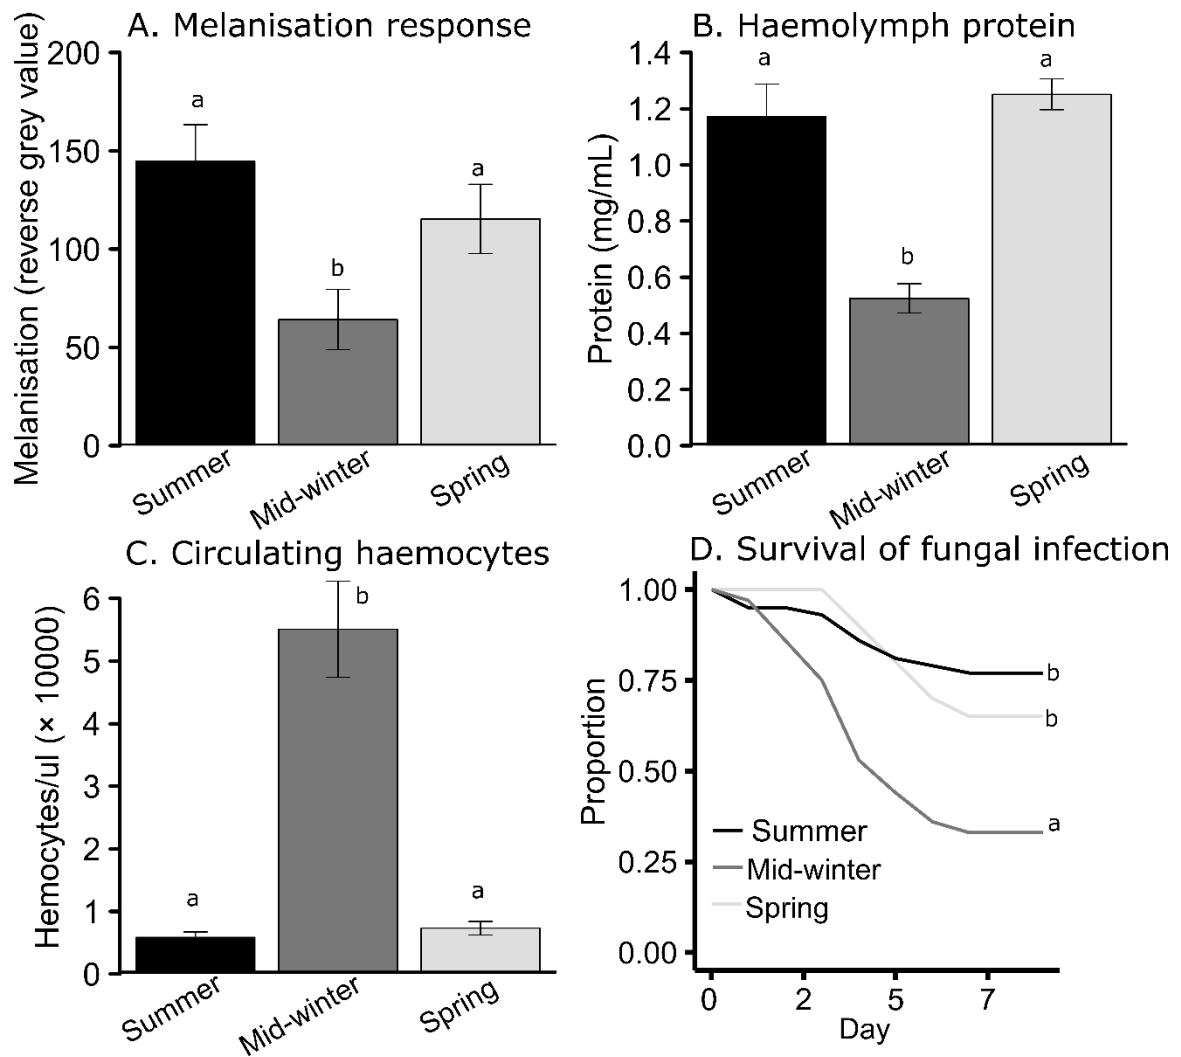 A. Melanisation response
Melanisation (reverse grey value)
200
150
100
50
0
a
b
a
Summer
Mid-winter
Spring
B. Haemolymph protein
Protein (mg/mL)
1.4
1.2
1.0
0.8
0.6
0.4
0.2
0.0
a
b
a
Summer
Mid-winter
Spring
C. Circulating haemocytes
Hemocytes/ul (× 10000)
6
5
4
3
2
1
0
a
b
a
Summer
Mid-winter
Spring
D. Survival of fungal infection
Proportion
1.00
0.75
0.50
0.25
0.00
b
b
a
Summer
Mid-winter
Spring
0
2
5
7
Day